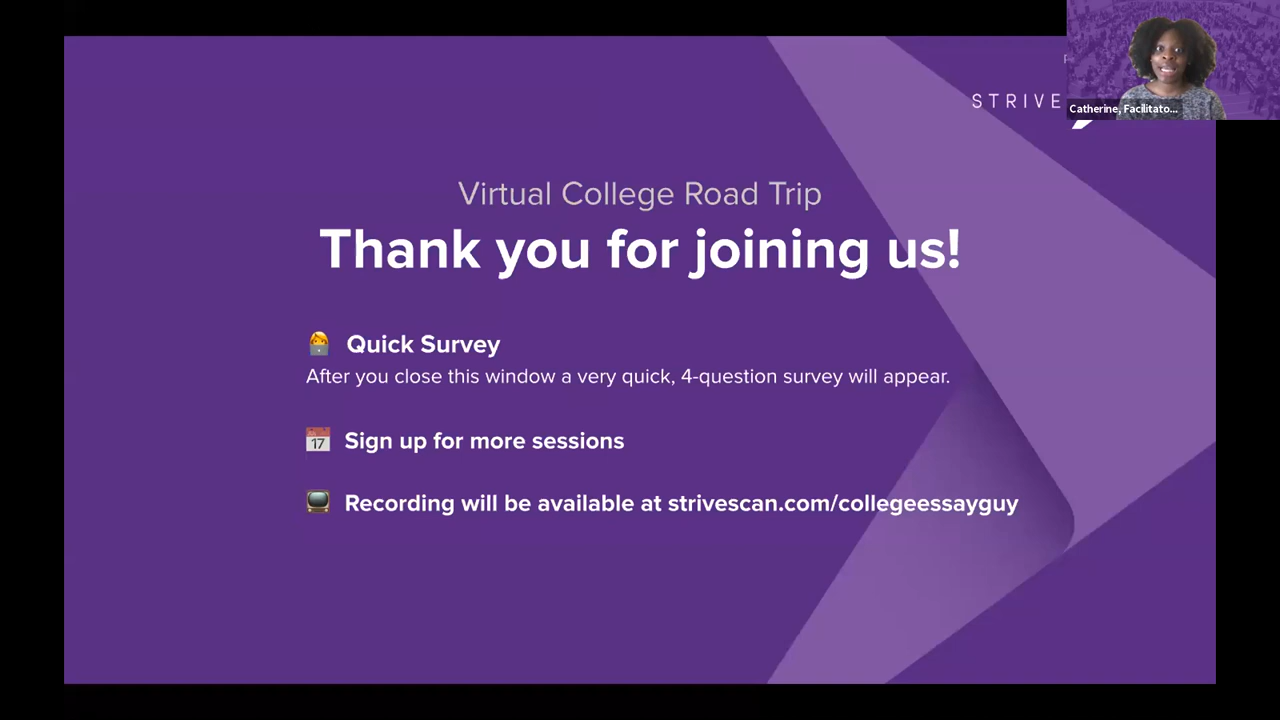 STRIVE
Catherine, Facilitato...
Virtual College Road Trip
Thank you for joining us!
Quick Survey
After you close this window a very quick, 4-question survey will appear.
17
Sign up for more sessions
Recording will be available at strivescan.com/collegeessayguy